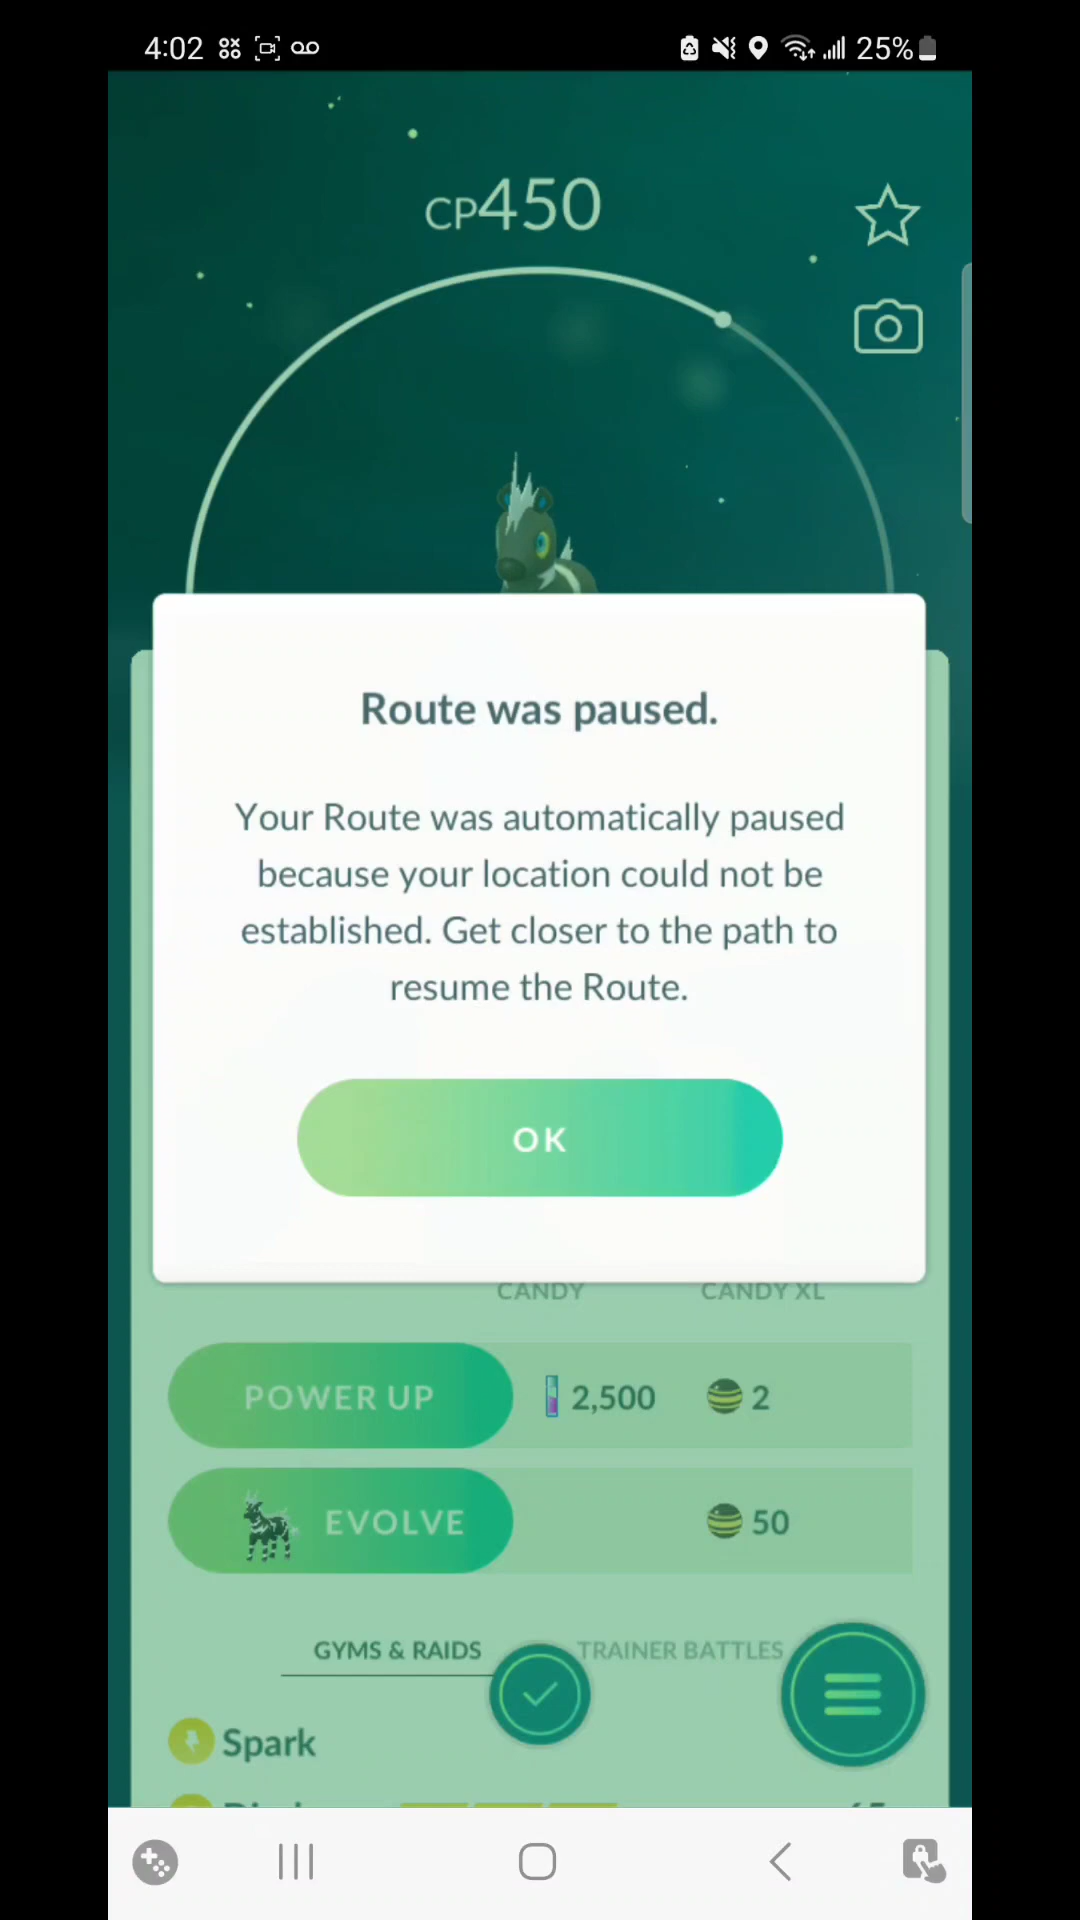 4:02
25%
CP450
Route was paused.
Your Route was automatically paused
because your location could not be
established. Get closer to the path to
resume the Route.
OK
CANDY CANDY XL
POWER UP 2,500 2
EVOLVE 50
GYMS & RAIDS TRAINER BATTLES
Spark